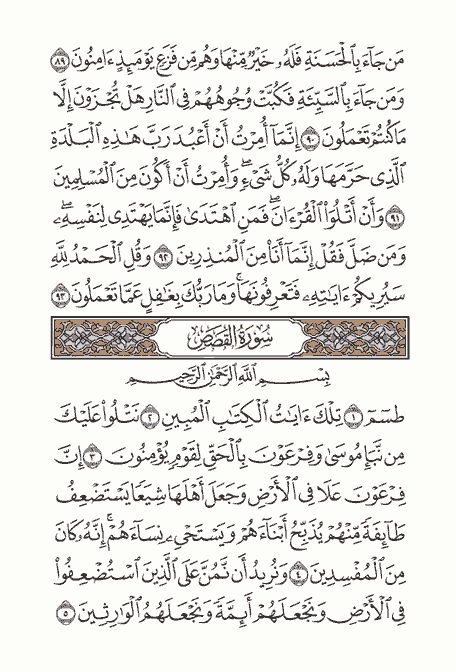 مَن جَآءَ بِٱلْحَسَنَةِ فَلَهُۥ خَيْرٌ مِّنْهَا وَهُم مِّن فَزَعٍ يَوْمَئِذٍ ءَامِنُونَ ٨٩
وَمَن جَآءَ بِٱلسَّيِّئَةِ فَكُبَّتْ وُجُوهُهُمْ فِى ٱلنَّارِ هَلْ تُجْزَوْنَ إِلَّا
مَا كُنتُمْ تَعْمَلُونَ ٩٠ إِنَّمَآ أُمِرْتُ أَنْ أَعْبُدَ رَبَّ هَٰذِهِ ٱلْبَلْدَةِ
ٱلَّذِى حَرَّمَهَا وَلَهُۥ كُلُّ شَىْءٍۖ وَأُمِرْتُ أَنْ أَكُونَ مِنَ ٱلْمُسْلِمِينَ
٩١ وَأَنْ أَتْلُوَا۟ ٱلْقُرْءَانَۖ فَمَنِ ٱهْتَدَىٰ فَإِنَّمَا يَهْتَدِى لِنَفْسِهِۦۖ
وَمَن ضَلَّ فَقُلْ إِنَّمَآ أَنَا۠ مِنَ ٱلْمُنذِرِينَ ٩٢ وَقُلِ ٱلْحَمْدُ لِلَّهِ
سَيُرِيكُمْ ءَايَٰتِهِۦ فَتَعْرِفُونَهَاۚ وَمَا رَبُّكَ بِغَٰفِلٍ عَمَّا تَعْمَلُونَ ٩٣
سُورَةُ القَصَصِ
بِسْمِ ٱللَّهِ ٱلرَّحْمَٰنِ ٱلرَّحِيمِ
طسٓمٓ ١ تِلْكَ ءَايَٰتُ ٱلْكِتَٰبِ ٱلْمُبِينِ ٢ نَتْلُوا۟ عَلَيْكَ
مِن نَّبَإِ مُوسَىٰ وَفِرْعَوْنَ بِٱلْحَقِّ لِقَوْمٍ يُؤْمِنُونَ ٣ إِنَّ
فِرْعَوْنَ عَلَا فِى ٱلْأَرْضِ وَجَعَلَ أَهْلَهَا شِيَعًا يَسْتَضْعِفُ
طَآئِفَةً مِّنْهُمْ يُذَبِّحُ أَبْنَآءَهُمْ وَيَسْتَحْىِۦ نِسَآءَهُمْۚ إِنَّهُۥ كَانَ
مِنَ ٱلْمُفْسِدِينَ ٤ وَنُرِيدُ أَن نَّمُنَّ عَلَى ٱلَّذِينَ ٱسْتُضْعِفُوا۟
فِى ٱلْأَرْضِ وَنَجْعَلَهُمْ أَئِمَّةً وَنَجْعَلَهُمُ ٱلْوَٰرِثِينَ ٥